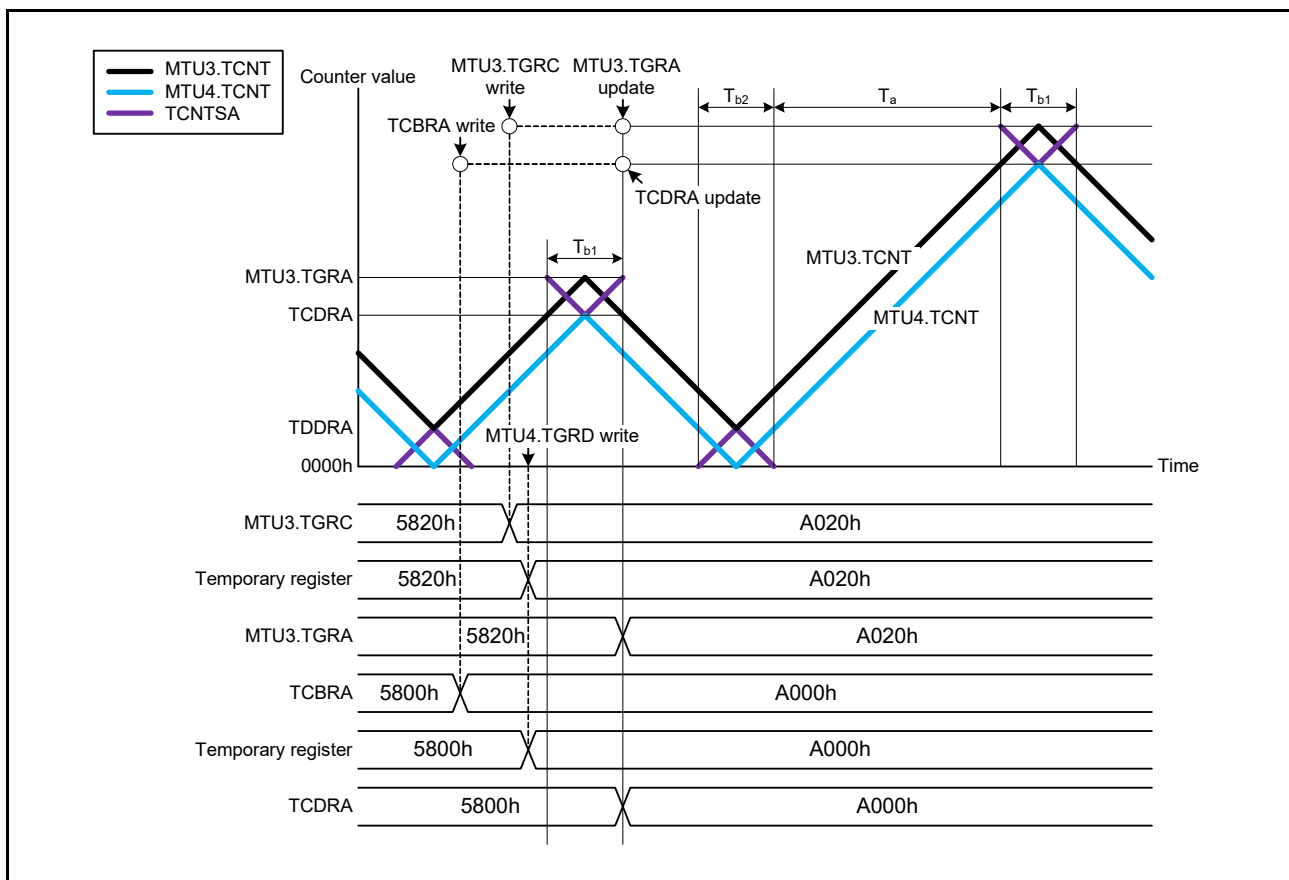 MTU3.TCNT
MTU4.TCNT
TCNTSA
Counter value
MTU3.TGRC
write
MTU3.TGRA
update
TCBRA write
TCDRA update
Tb2
Ta
Tb1
Tb1
MTU3.TCNT
MTU4.TCNT
MTU3.TGRA
TCDRA
TDDRA
0000h
MTU4.TGRD write
Time
MTU3.TGRC
5820h
A020h
Temporary register
5820h
A020h
MTU3.TGRA
5820h
A020h
TCBRA
5800h
A000h
Temporary register
5800h
A000h
TCDRA
5800h
A000h